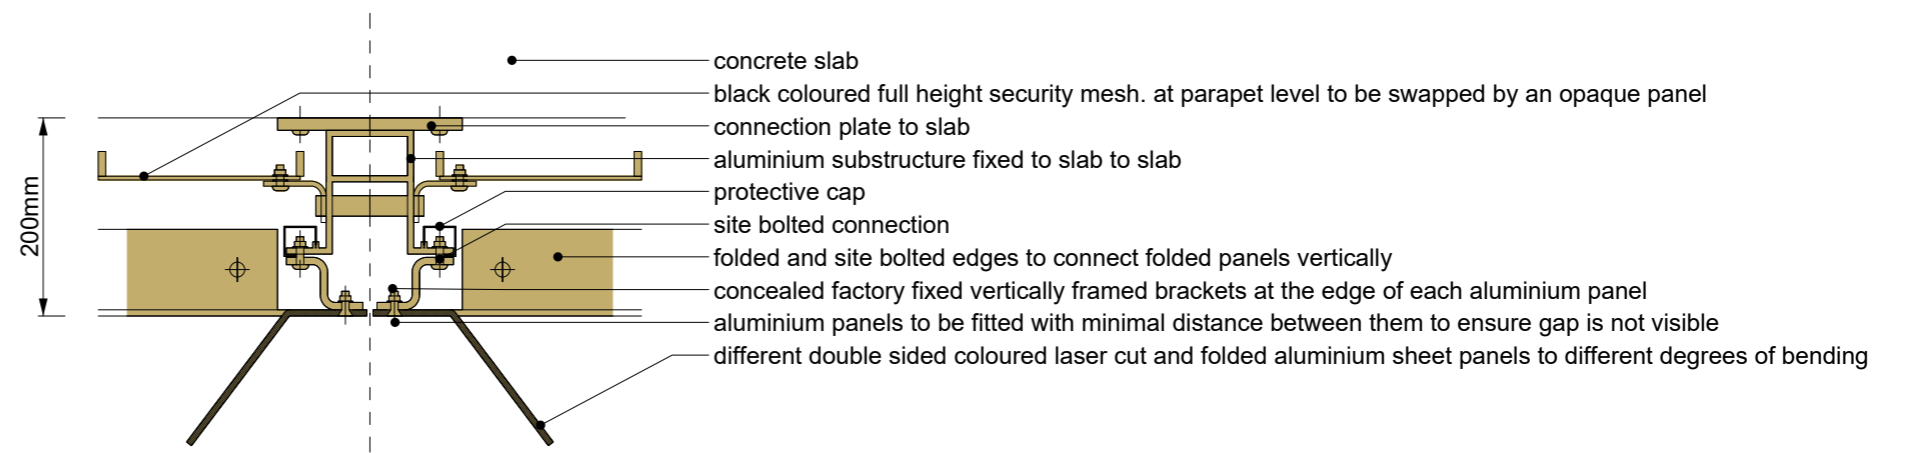 concrete slab
black coloured full height security mesh. at parapet level to be swapped by an opaque panel
connection plate to slab
aluminium substructure fixed to slab to slab
protective cap
site bolted connection
folded and site bolted edges to connect folded panels vertically
concealed factory fixed vertically framed brackets at the edge of each aluminium panel
aluminium panels to be fitted with minimal distance between them to ensure gap is not visible
different double sided coloured laser cut and folded aluminium sheet panels to different degrees of bending
200mm